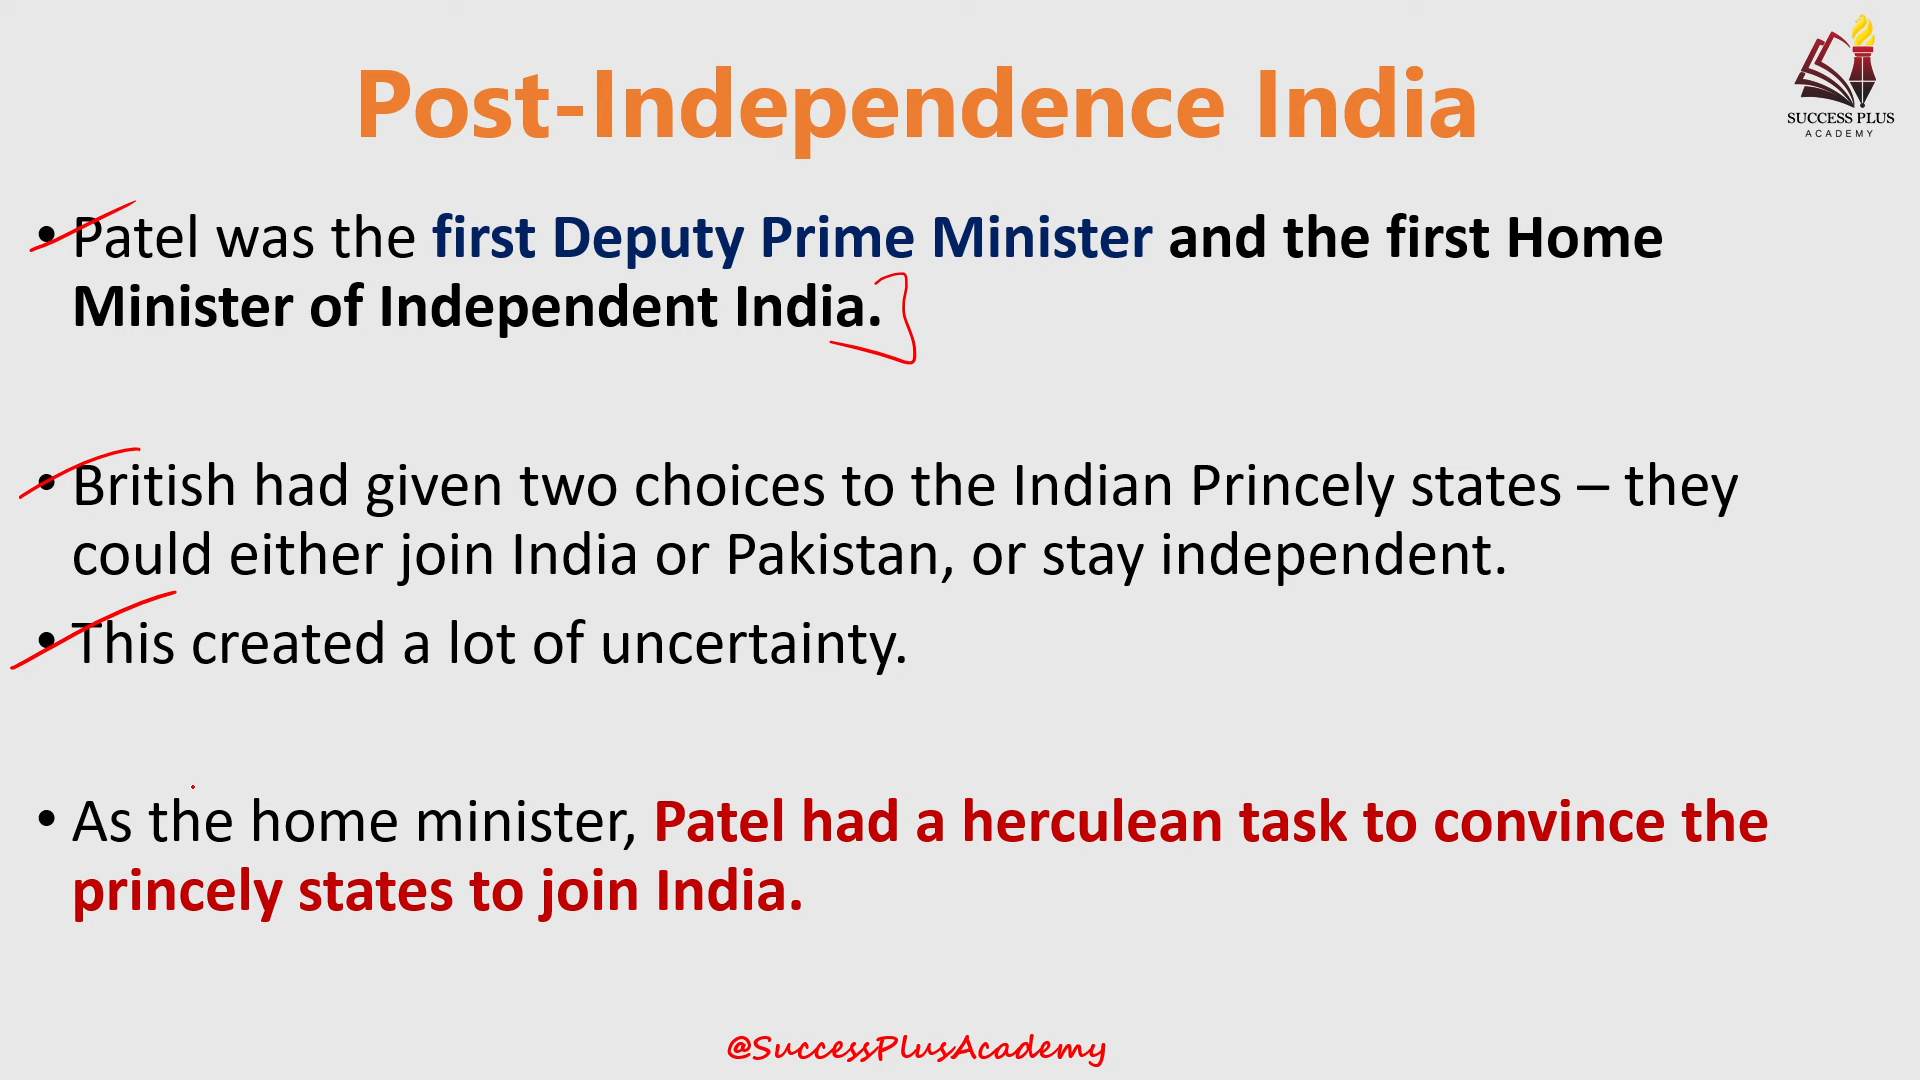 Post-Independence India
SUCCESS PLUS
ACADEMY
• Patel was the first Deputy Prime Minister and the first Home
Minister of Independent India.
• British had given two choices to the Indian Princely states – they
could either join India or Pakistan, or stay independent.
• This created a lot of uncertainty.
• As the home minister, Patel had a herculean task to convince the
princely states to join India.
@SuccessPlusAcademy